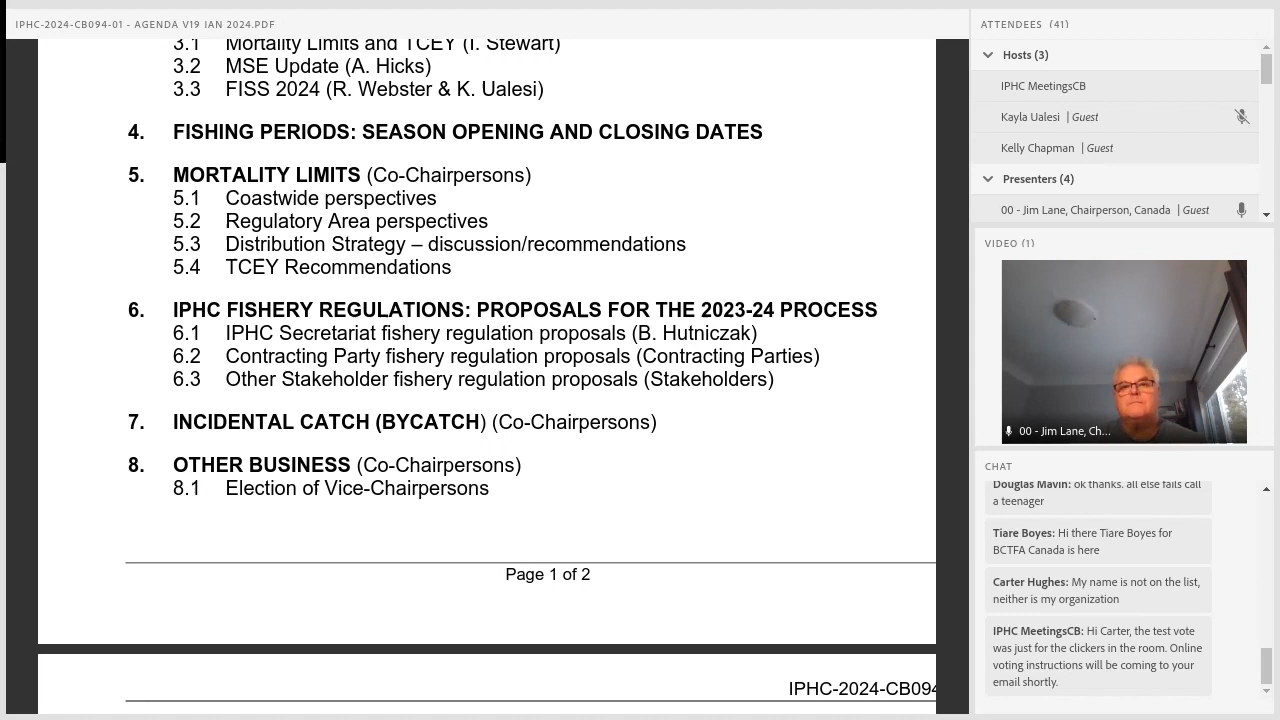 IPHC-2024-CB094-01 - AGENDA V19 JAN 2024.PDF
3.1 Mortality Limits and TCEY (I. Stewart)
3.2 MSE Update (A. Hicks)
3.3 FISS 2024 (R. Webster & K. Ualesi)
4. FISHING PERIODS: SEASON OPENING AND CLOSING DATES
5. MORTALITY LIMITS (Co-Chairpersons)
5.1 Coastwide perspectives
5.2 Regulatory Area perspectives
5.3 Distribution Strategy – discussion/recommendations
5.4 TCEY Recommendations
6. IPHC FISHERY REGULATIONS: PROPOSALS FOR THE 2023-24 PROCESS
6.1 IPHC Secretariat fishery regulation proposals (B. Hutniczak)
6.2 Contracting Party fishery regulation proposals (Contracting Parties)
6.3 Other Stakeholder fishery regulation proposals (Stakeholders)
7. INCIDENTAL CATCH (BYCATCH) (Co-Chairpersons)
8. OTHER BUSINESS (Co-Chairpersons)
8.1 Election of Vice-Chairpersons
Page 1 of 2
IPHC-2024-CB094
ATTENDEES (41)
Hosts (3)
IPHC MeetingsCB
Kayla Ualesi | Guest
Kelly Chapman | Guest
Presenters (4)
00 - Jim Lane, Chairperson, Canada | Guest
VIDEO (1)
00 - Jim Lane, Ch...
CHAT
Douglas Mavin: ok thanks. all else fails call
a teenager
Tiare Boyes: Hi there Tiare Boyes for
BCTFA Canada is here
Carter Hughes: My name is not on the list,
neither is my organization
IPHC MeetingsCB: Hi Carter, the test vote
was just for the clickers in the room. Online
voting instructions will be coming to your
email shortly.